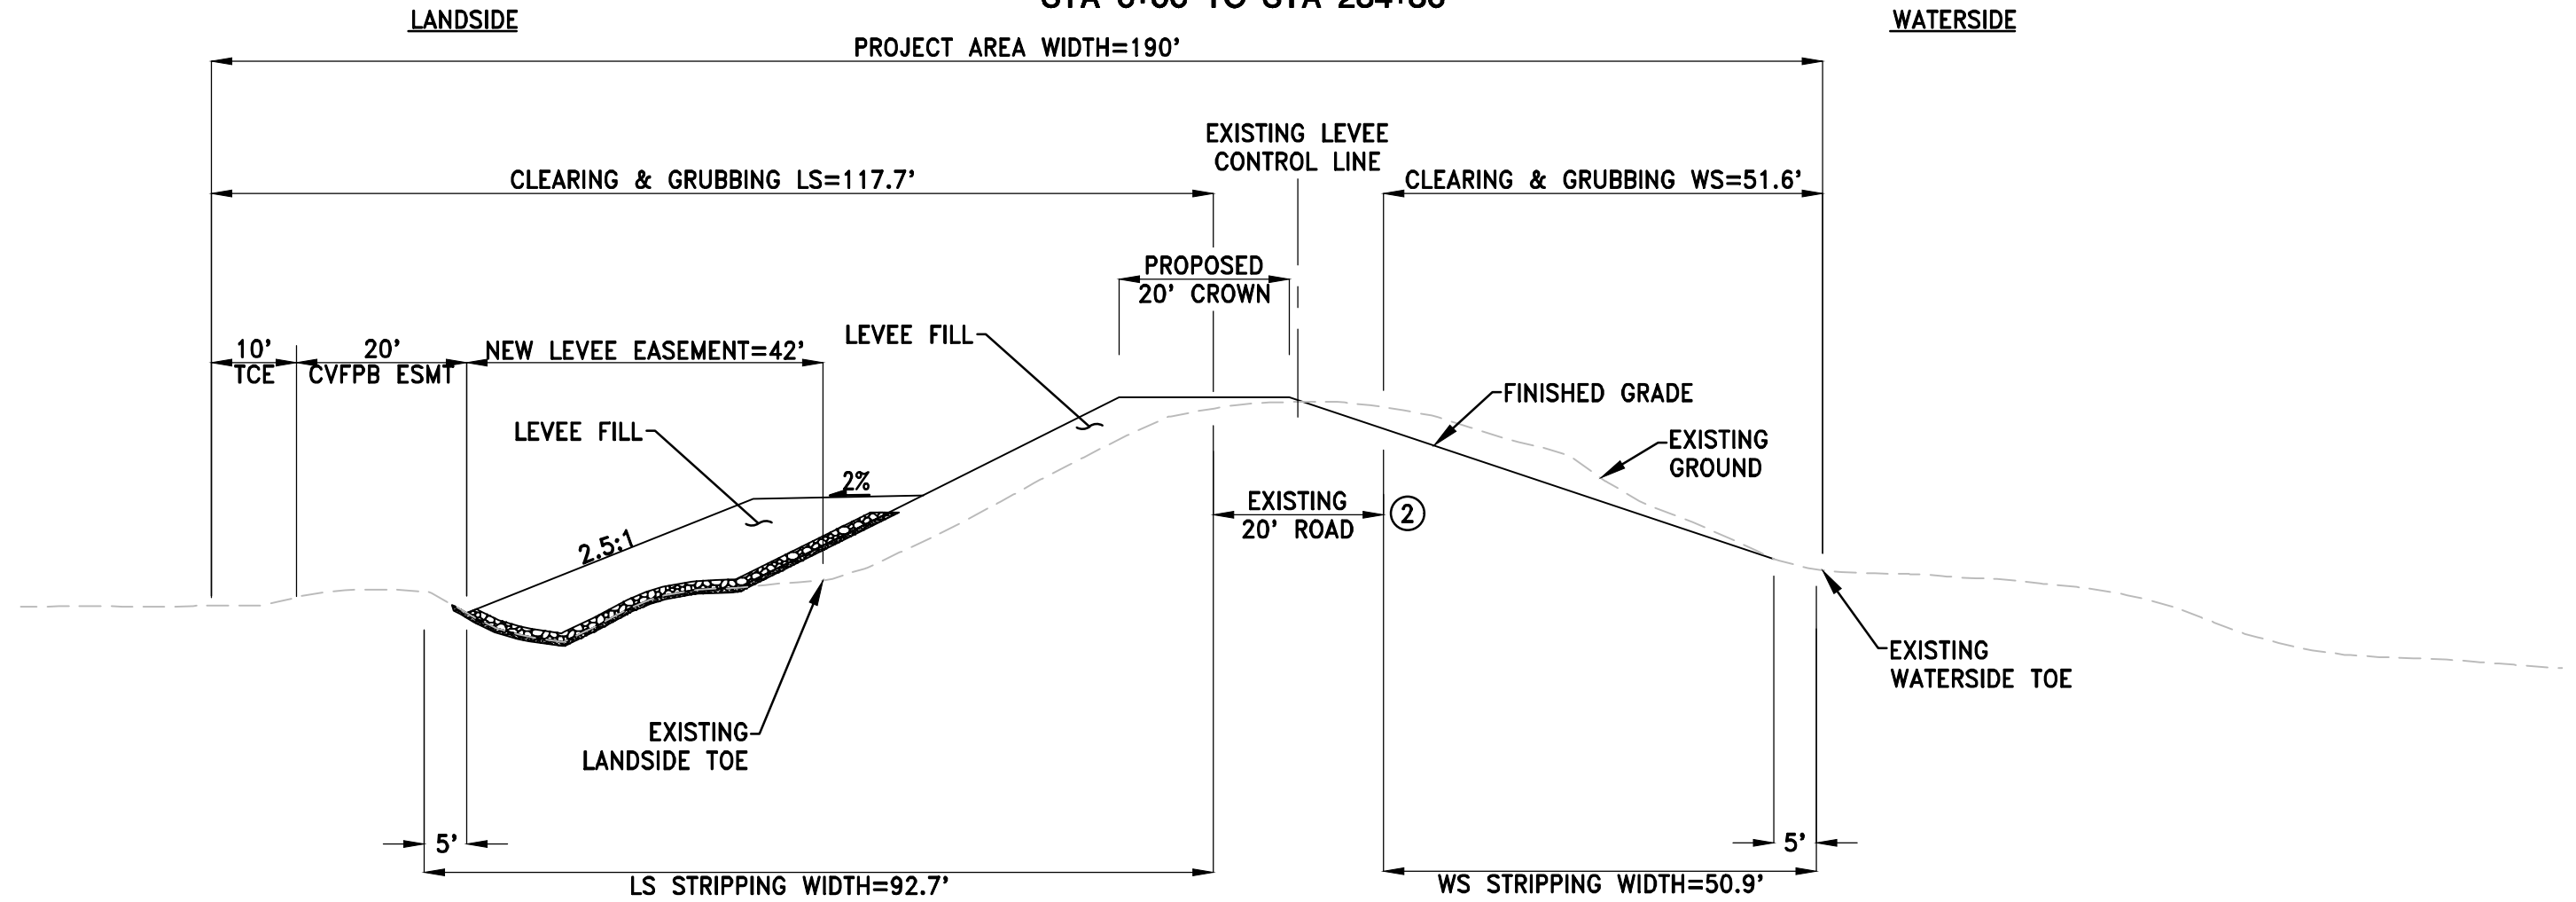 LANDSIDE
WATERSIDE
PROJECT AREA WIDTH=190'
EXISTING LEVEE
CONTROL LINE
CLEARING & GRUBBING LS=117.7'
CLEARING & GRUBBING WS=51.6'
PROPOSED
20' CROWN
LEVEE FILL
10'
TCE
20'
CVFPB ESMT
NEW LEVEE EASEMENT=42'
FINISHED GRADE
LEVEE FILL
EXISTING
GROUND
2%
EXISTING
20' ROAD
2
2.5:1
EXISTING
WATERSIDE TOE
EXISTING
LANDSIDE TOE
5'
5'
LS STRIPPING WIDTH=92.7'
WS STRIPPING WIDTH=50.9'